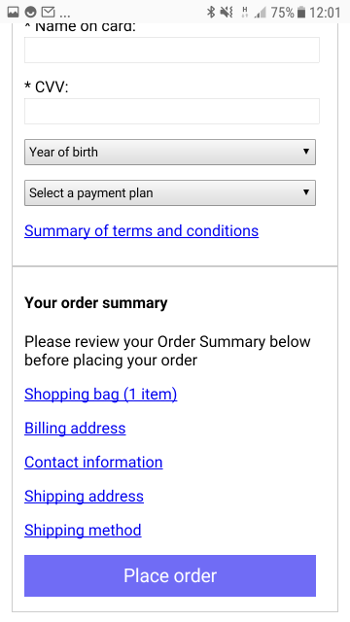 ... 75% 12:01
* Name on card:
* CVV:
Year of birth
Select a payment plan
Summary of terms and conditions
Your order summary
Please review your Order Summary below
before placing your order
Shopping bag (1 item)
Billing address
Contact information
Shipping address
Shipping method
Place order